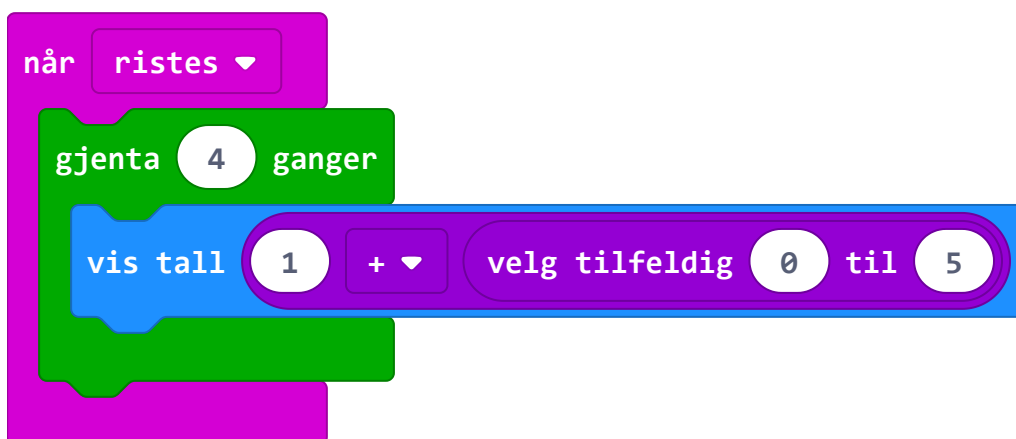 når ristes
gjenta 4 ganger
vis tall 1 + velg tilfeldig 0 til 5